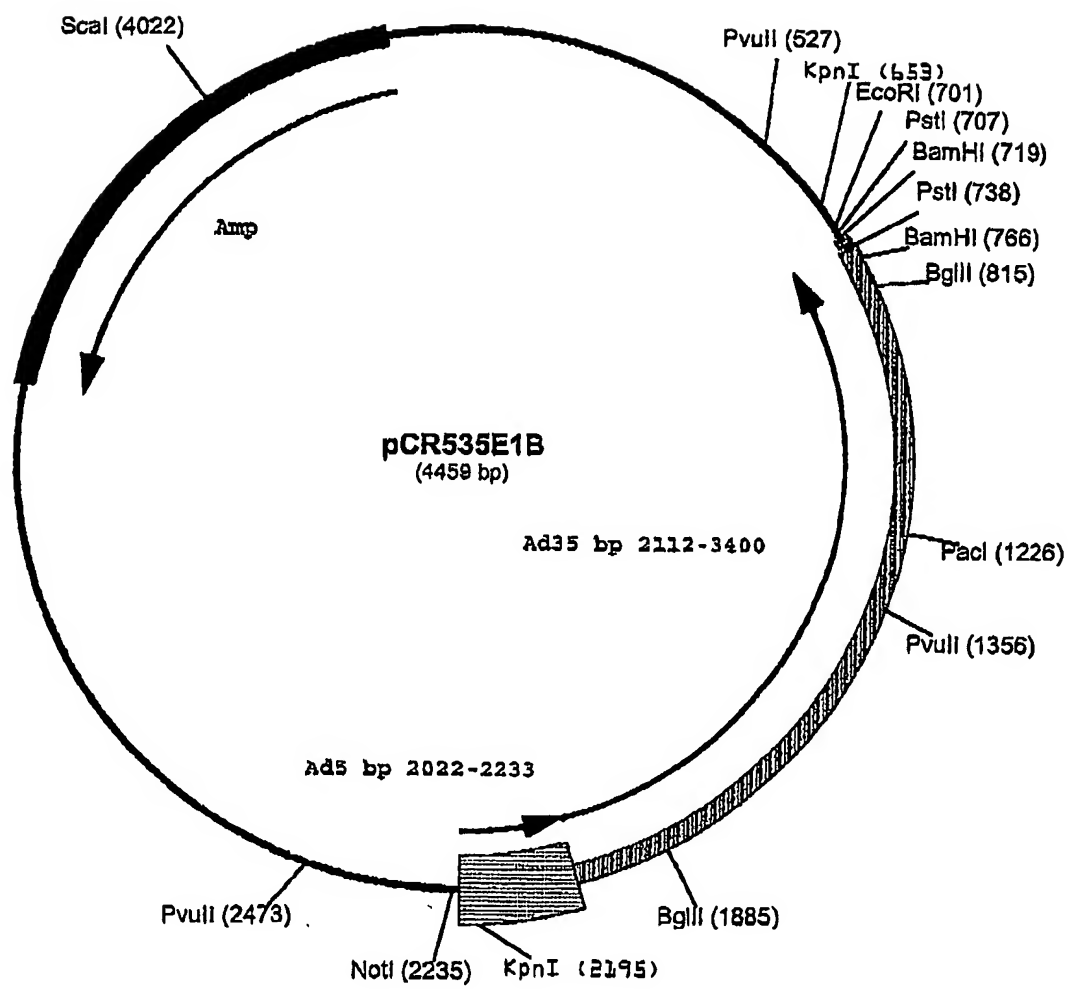 ScaI (4022)
PvuII (527)
KpnI (653)
EcoRI (701)
PstI (707)
BamHI (719)
PstI (738)
BamHI (766)
BglII (815)
Amp
pCR535E1B
(4459 bp)
Ad35 bp 2112-3400
PacI (1226)
PvuII (1356)
Ad5 bp 2022-2233
PvuII (2473)
BglII (1885)
NotI (2235)
KpnI (2195)